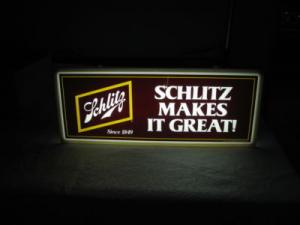 Schlitz
Since 1849
SCHLITZ
MAKES
IT GREAT!